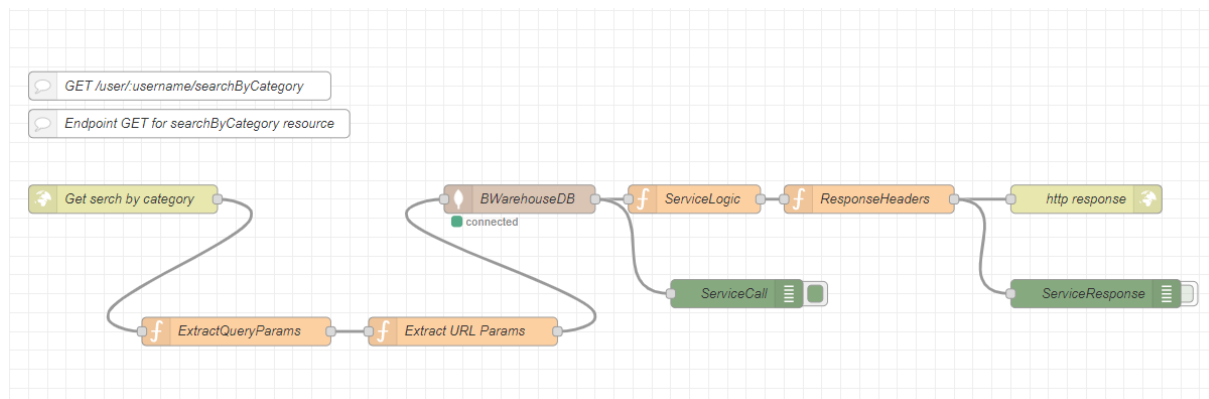 GET /user/:username/searchByCategory
Endpoint GET for searchByCategory resource
Get serch by category
BWarehouseDB
ServiceLogic
ResponseHeaders
http response
connected
ServiceCall
ServiceResponse
ExtractQueryParams
Extract URL Params